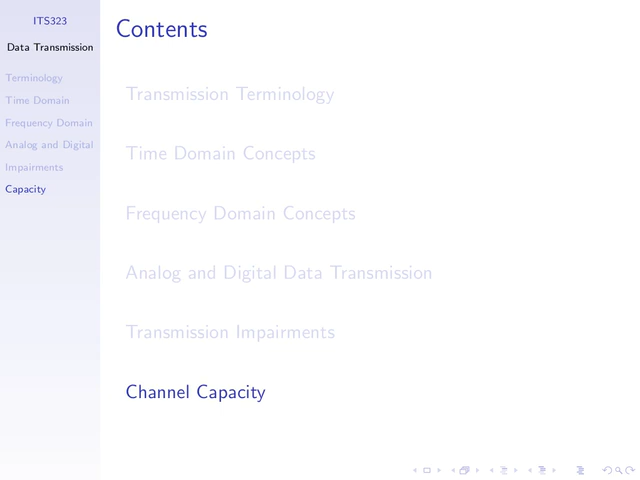 ITS323
Data Transmission
Terminology
Time Domain
Frequency Domain
Analog and Digital
Impairments
Capacity
Contents
Transmission Terminology
Time Domain Concepts
Frequency Domain Concepts
Analog and Digital Data Transmission
Transmission Impairments
Channel Capacity